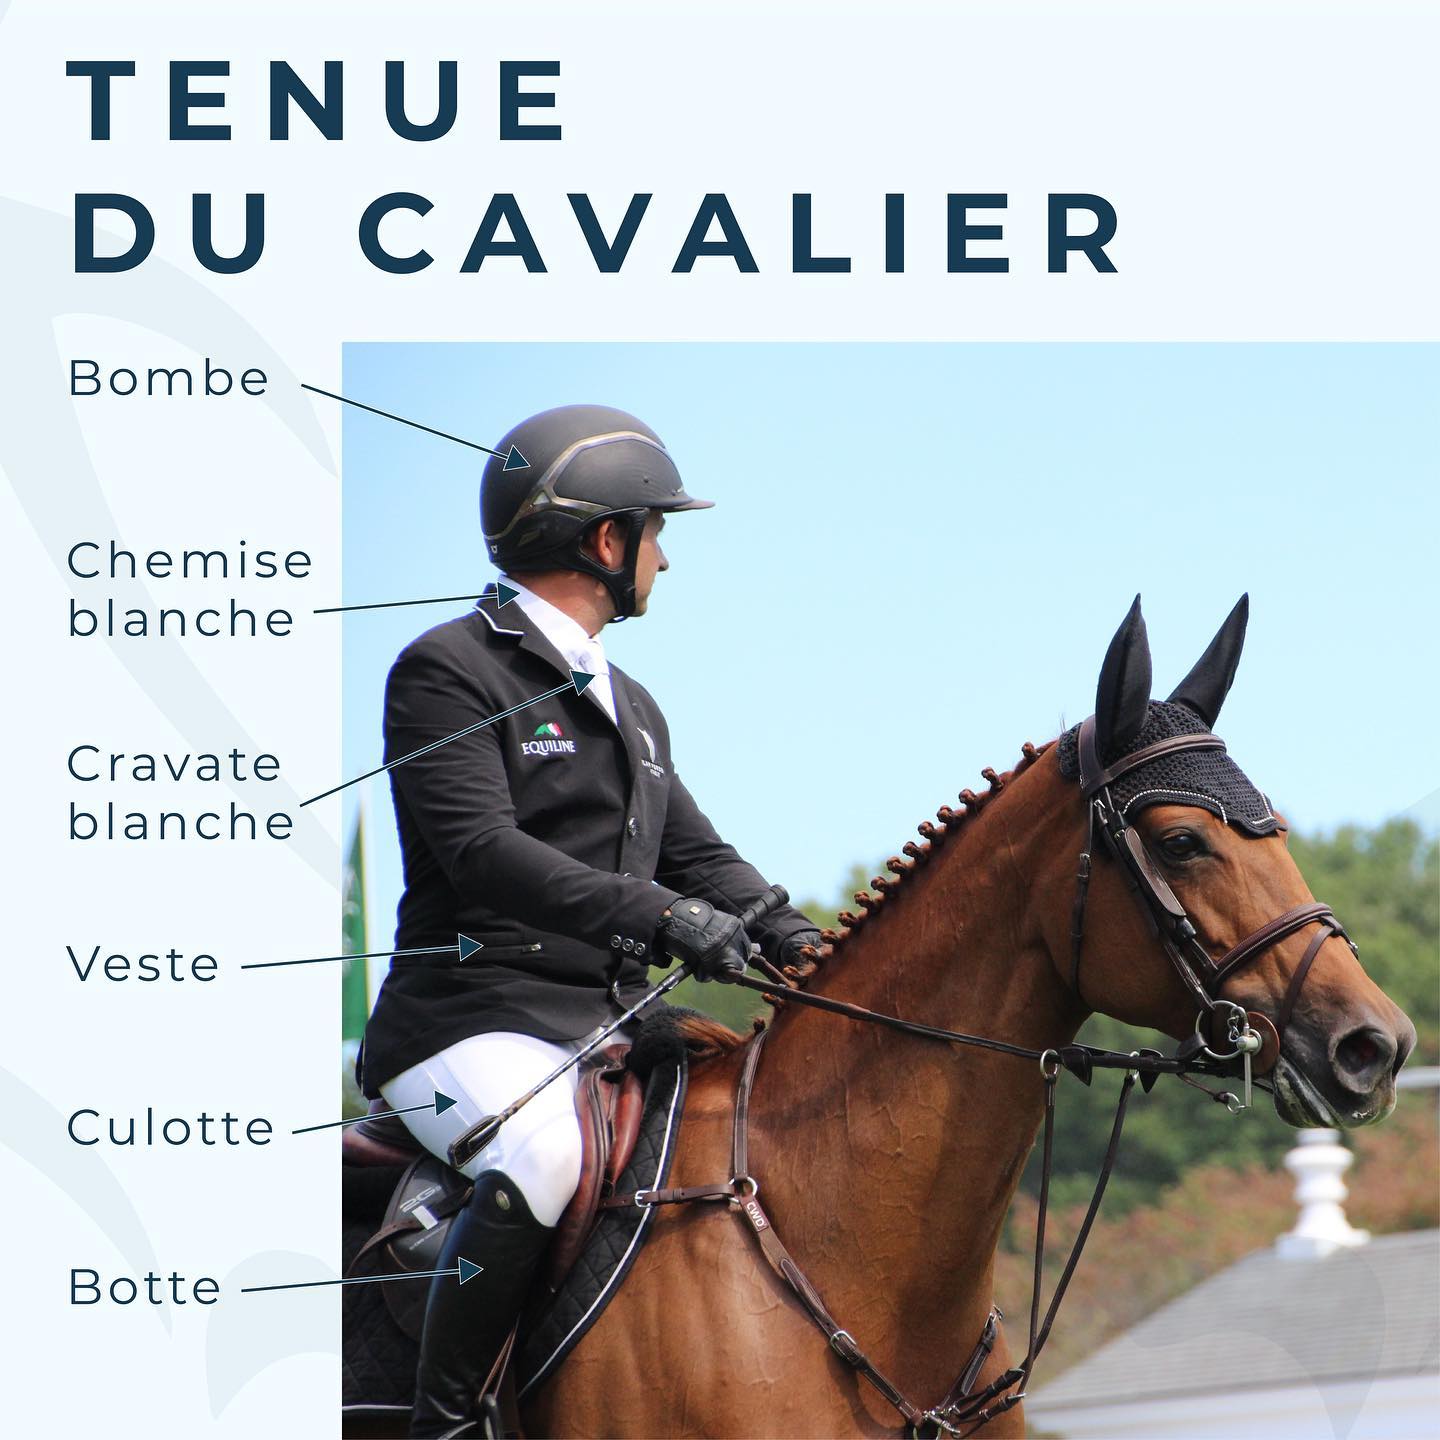 TENUE
DU CAVALIER
Bombe
Chemise
blanche
Cravate
blanche
EQUILINE
Veste
Culotte
CWD
Botte